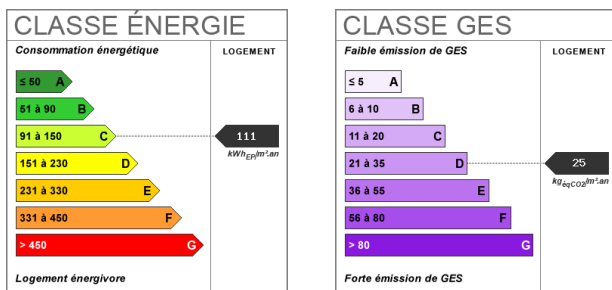 CLASSE ÉNERGIE
Consommation énergétique
LOGEMENT
≤ 50 A
51 à 90 B
91 à 150 C
111
kWhEP/m².an
151 à 230 D
231 à 330 E
331 à 450 F
> 450 G
Logement énergivore
CLASSE GES
Faible émission de GES
LOGEMENT
≤ 5 A
6 à 10 B
11 à 20 C
21 à 35 D
25
kgéqCO2/m².an
36 à 55 E
56 à 80 F
> 80 G
Forte émission de GES